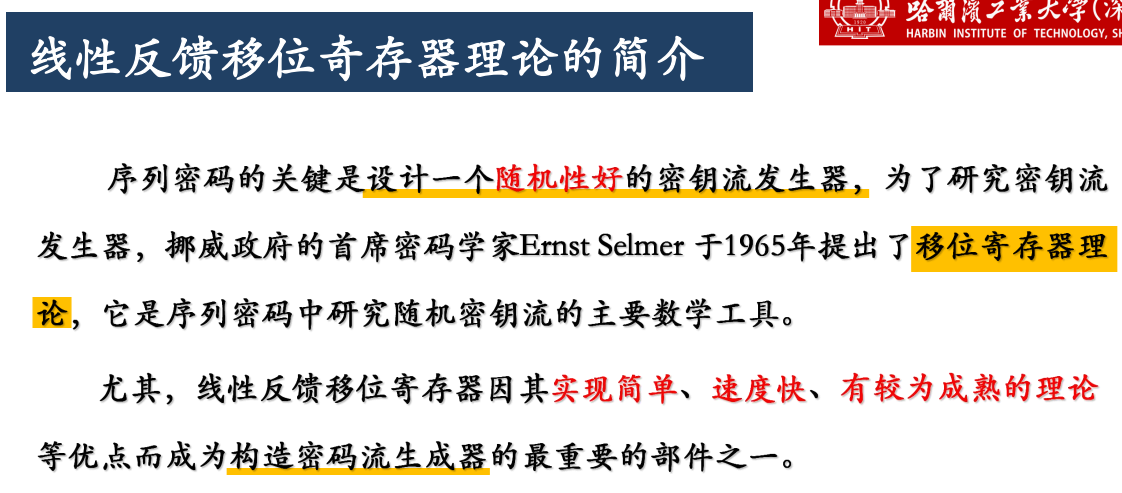 哈爾濱工業大學(深
HARBIN INSTITUTE OF TECHNOLOGY, SH
HIT
线性反馈移位寄存器理论的简介
序列密码的关键是设计一个随机性好的密钥流发生器，为了研究密钥流
发生器，挪威政府的首席密码学家Ernst Selmer 于1965年提出了移位寄存器理
论，它是序列密码中研究随机密钥流的主要数学工具。
尤其，线性反馈移位寄存器因其实现简单、速度快、有较为成熟的理论
等优点而成为构造密码流生成器的最重要的部件之一。